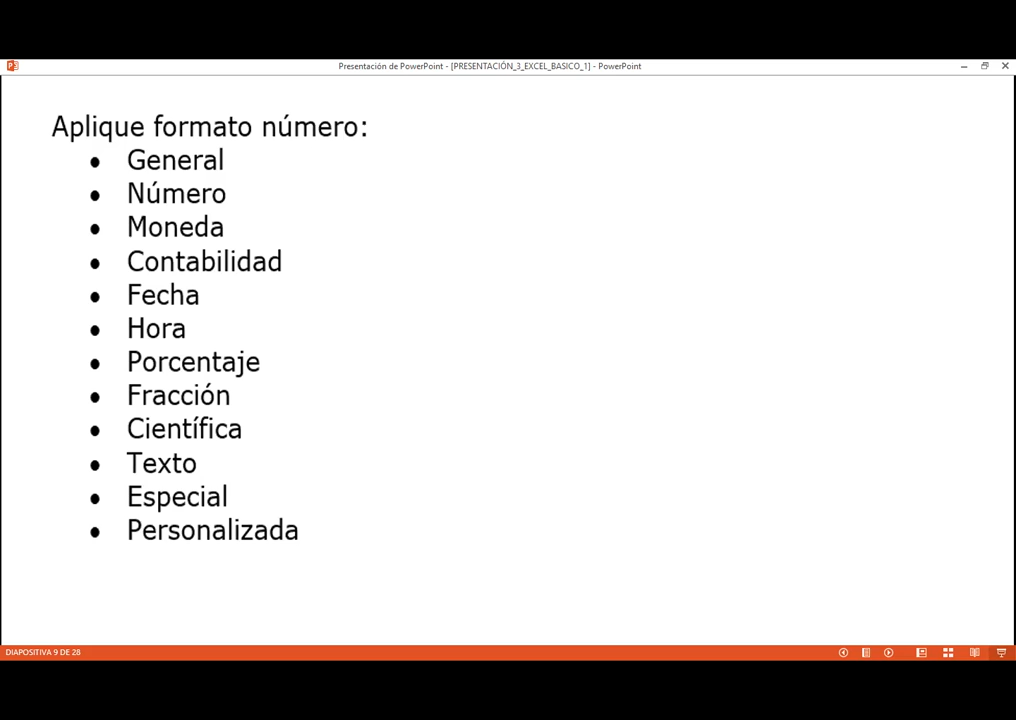 Presentación de PowerPoint - [PRESENTACIÓN_3_EXCEL_BASICO_1] - PowerPoint
Aplique formato número:
• General
• Número
• Moneda
• Contabilidad
• Fecha
• Hora
• Porcentaje
• Fracción
• Científica
• Texto
• Especial
• Personalizada
DIAPOSITIVA 9 DE 28